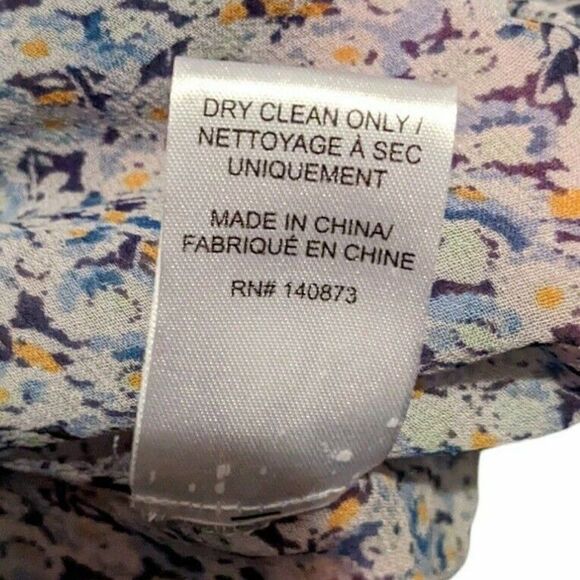 DRY CLEAN ONLY /
NETTOYAGE À SEC
UNIQUEMENT
MADE IN CHINA/
FABRIQUÉ EN CHINE
RN# 140873